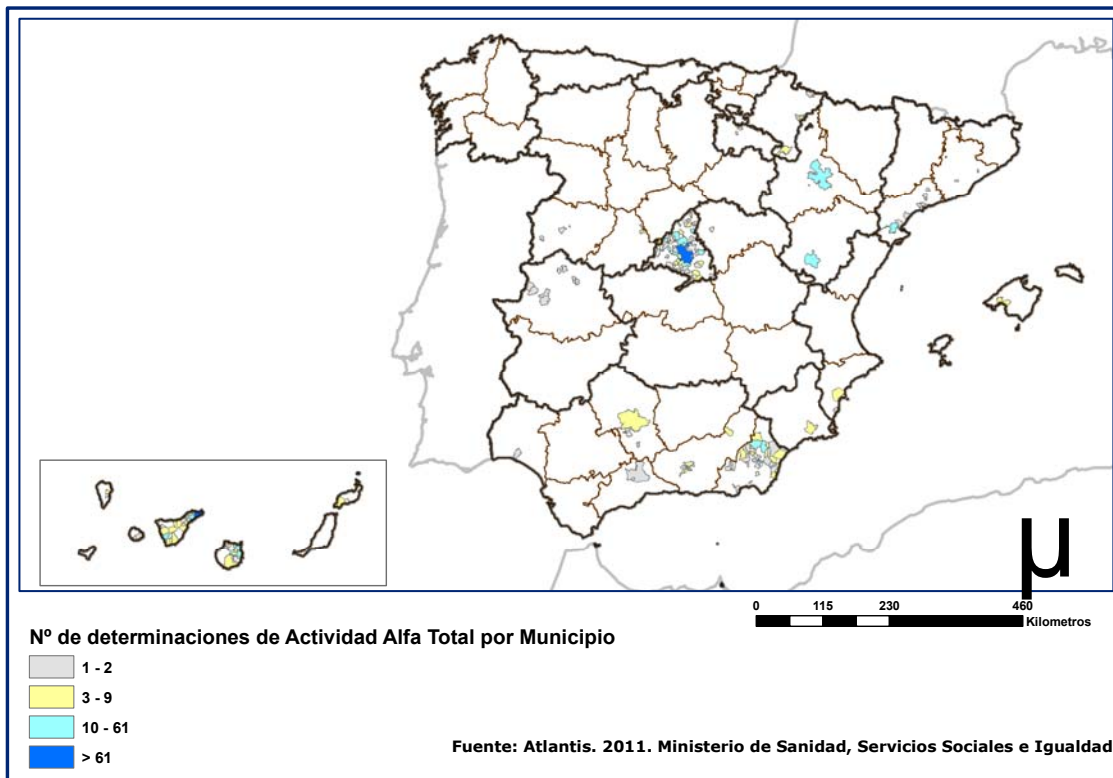 µ
0 115 230 460
Kilometros
Nº de determinaciones de Actividad Alfa Total por Municipio
1 - 2
3 - 9
10 - 61
> 61
Fuente: Atlantis. 2011. Ministerio de Sanidad, Servicios Sociales e Igualdad